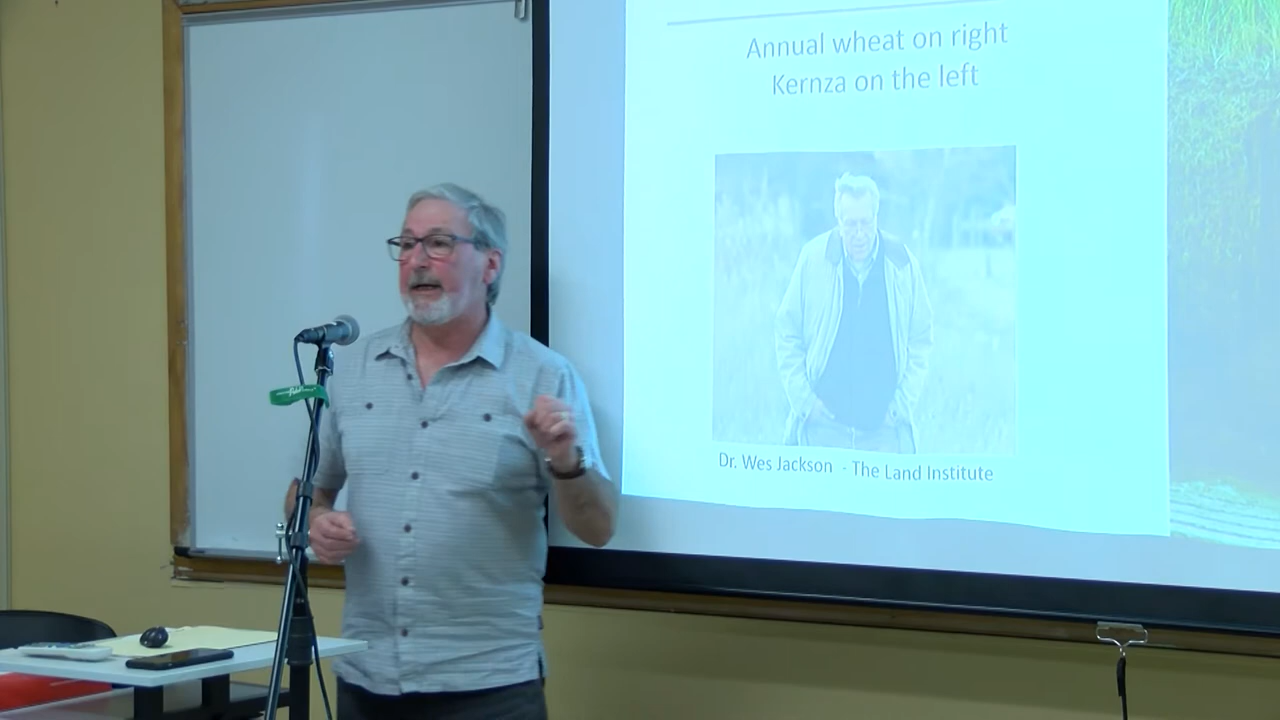 Annual wheat on right
Kernza on the left
Dr. Wes Jackson - The Land Institute